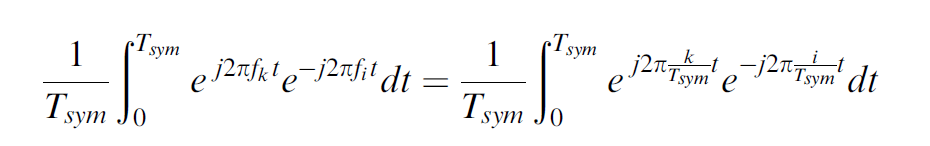 \frac{1}{T_{sym}} \int_0^{T_{sym}} e^{j2\pi f_k t} e^{-j2\pi f_i t} dt = \frac{1}{T_{sym}} \int_0^{T_{sym}} e^{j2\pi \frac{k}{T_{sym}} t} e^{-j2\pi \frac{i}{T_{sym}} t} dt